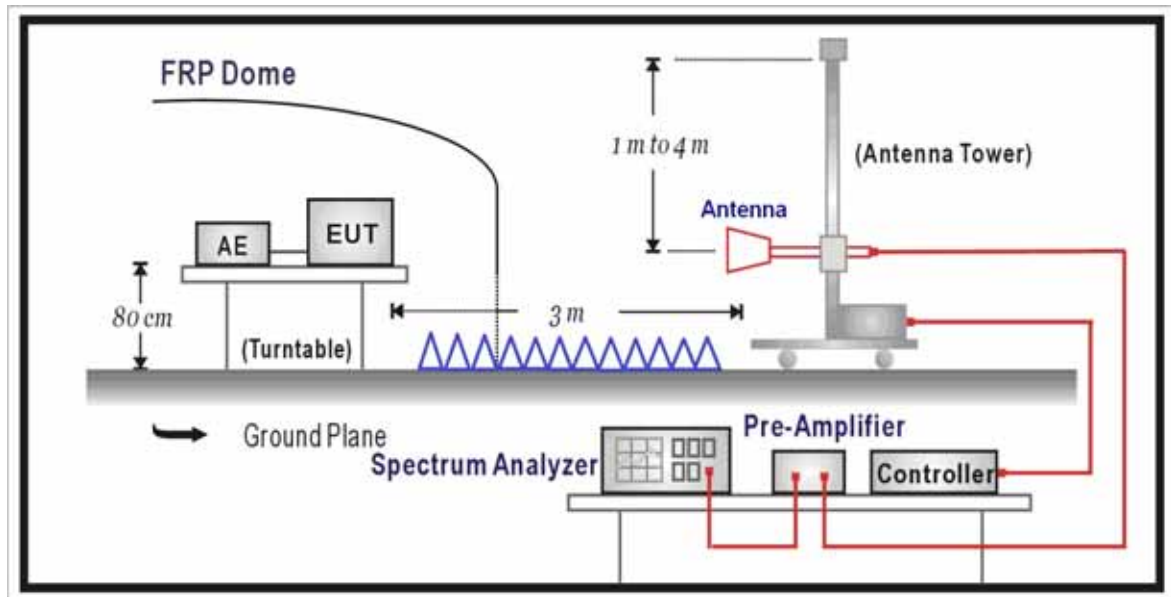 FRP Dome
1 m to 4 m
(Antenna Tower)
Antenna
AE
EUT
80 cm
3 m
(Turntable)
Ground Plane
Pre-Amplifier
Spectrum Analyzer
Controller